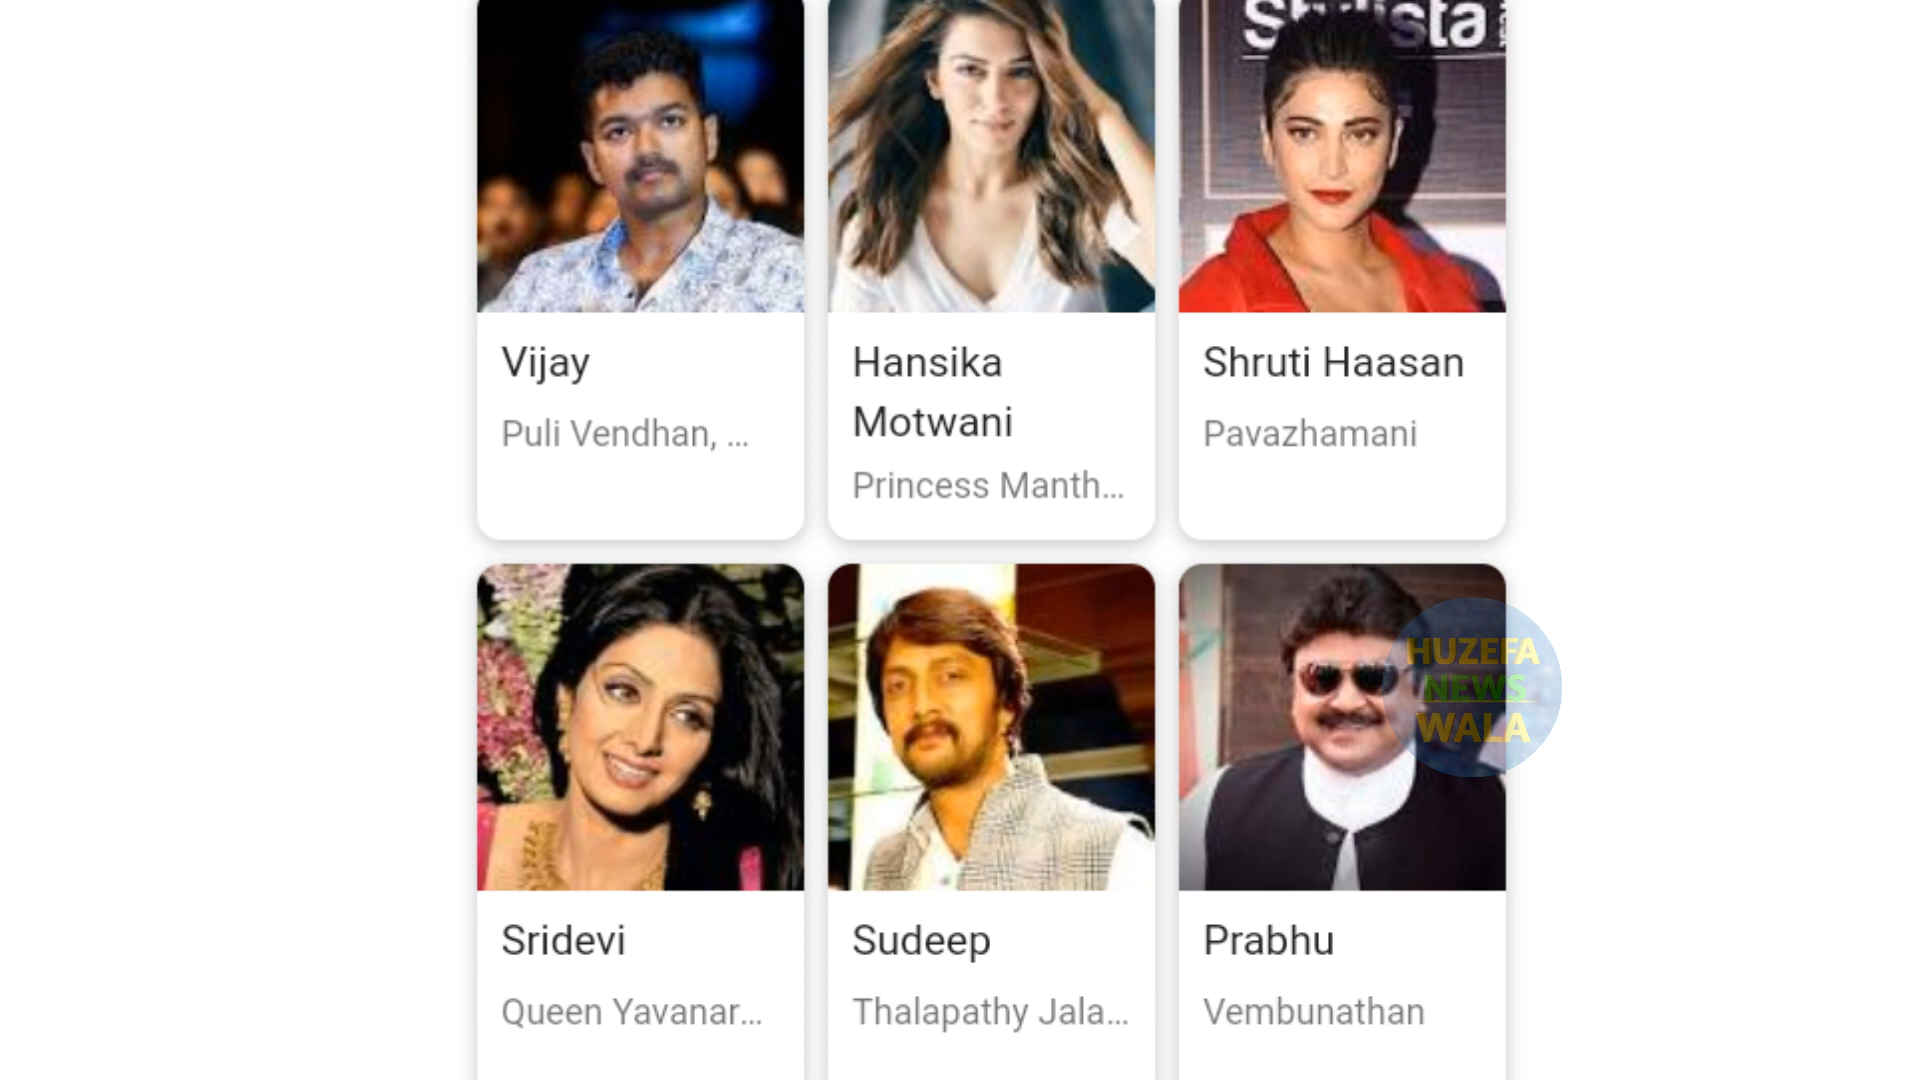 Stylista
Vijay
Puli Vendhan, ...
Hansika
Motwani
Princess Manth...
Shruti Haasan
Pavazhamani
Sridevi
Queen Yavanar...
Sudeep
Thalapathy Jala...
Prabhu
Vembunathan
HUZEFA
NEWS
WALA